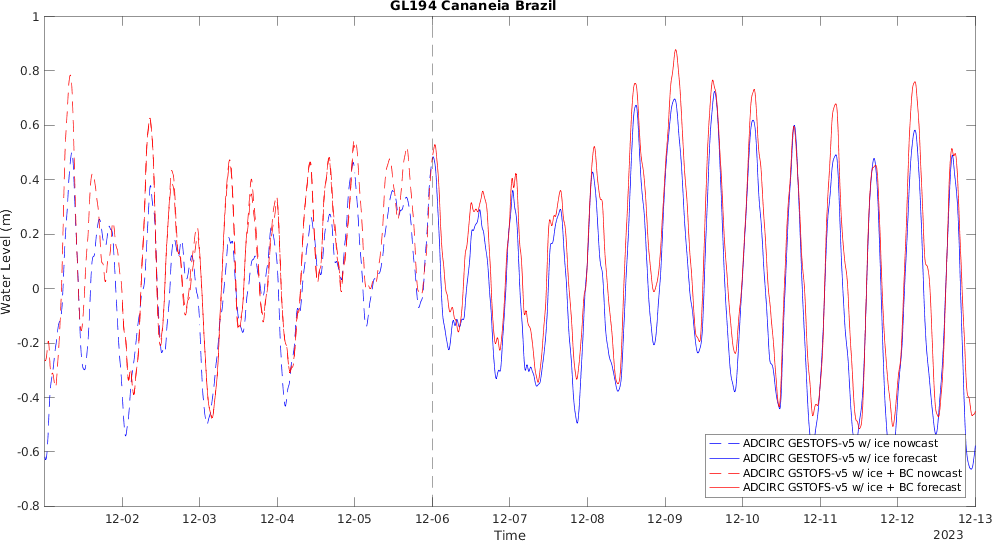 GL194 Cananeia Brazil
Water Level (m)
1
0.8
0.6
0.4
0.2
0
-0.2
-0.4
-0.6
-0.8
ADCIRC GESTOFS-v5 w/ ice nowcast
ADCIRC GESTOFS-v5 w/ ice forecast
ADCIRC GSTOFS-v5 w/ ice + BC nowcast
ADCIRC GSTOFS-v5 w/ ice + BC forecast
12-02 12-03 12-04 12-05 12-06 12-07 12-08 12-09 12-10 12-11 12-12 12-13
Time
2023